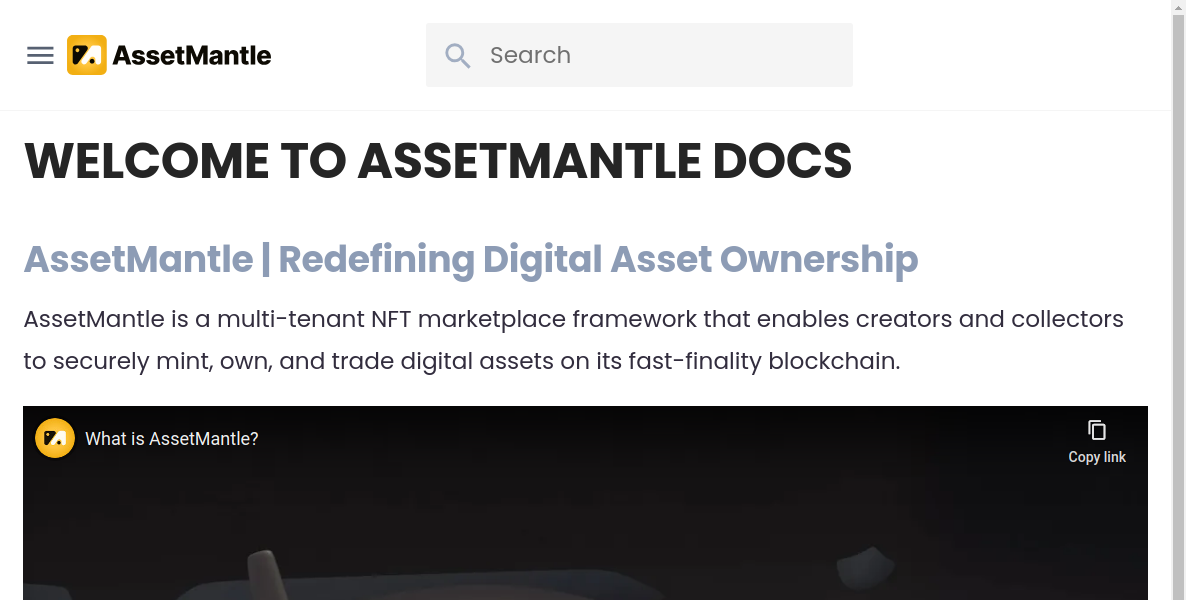 AssetMantle
Search
WELCOME TO ASSETMANTLE DOCS
AssetMantle | Redefining Digital Asset Ownership
AssetMantle is a multi-tenant NFT marketplace framework that enables creators and collectors
to securely mint, own, and trade digital assets on its fast-finality blockchain.
What is AssetMantle?
Copy link